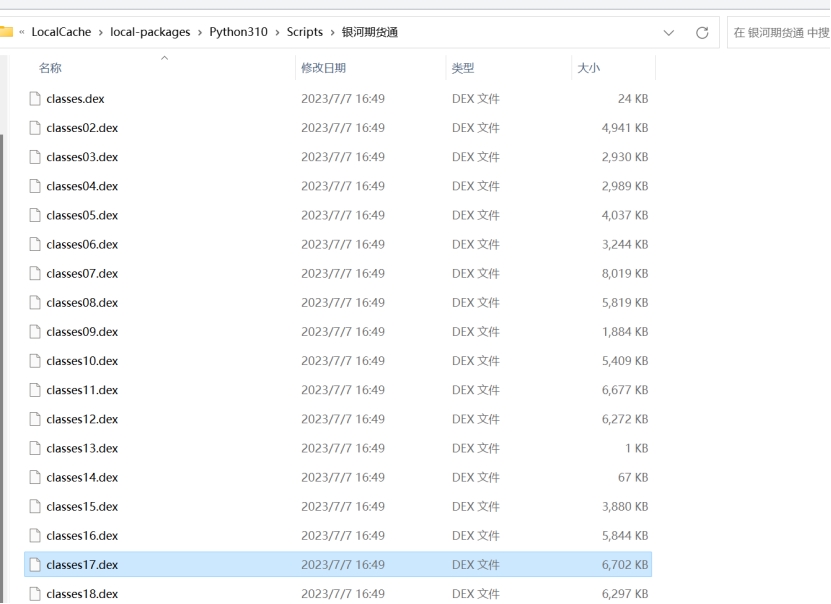 « LocalCache › local-packages › Python310 › Scripts › 银河期货通
在 银河期货通 中搜
名称 修改日期 类型 大小
classes.dex 2023/7/7 16:49 DEX 文件 24 KB
classes02.dex 2023/7/7 16:49 DEX 文件 4,941 KB
classes03.dex 2023/7/7 16:49 DEX 文件 2,930 KB
classes04.dex 2023/7/7 16:49 DEX 文件 2,989 KB
classes05.dex 2023/7/7 16:49 DEX 文件 4,037 KB
classes06.dex 2023/7/7 16:49 DEX 文件 3,244 KB
classes07.dex 2023/7/7 16:49 DEX 文件 8,019 KB
classes08.dex 2023/7/7 16:49 DEX 文件 5,819 KB
classes09.dex 2023/7/7 16:49 DEX 文件 1,884 KB
classes10.dex 2023/7/7 16:49 DEX 文件 5,409 KB
classes11.dex 2023/7/7 16:49 DEX 文件 6,677 KB
classes12.dex 2023/7/7 16:49 DEX 文件 6,272 KB
classes13.dex 2023/7/7 16:49 DEX 文件 1 KB
classes14.dex 2023/7/7 16:49 DEX 文件 67 KB
classes15.dex 2023/7/7 16:49 DEX 文件 3,880 KB
classes16.dex 2023/7/7 16:49 DEX 文件 5,844 KB
classes17.dex 2023/7/7 16:49 DEX 文件 6,702 KB
classes18.dex 2023/7/7 16:49 DEX 文件 6,297 KB